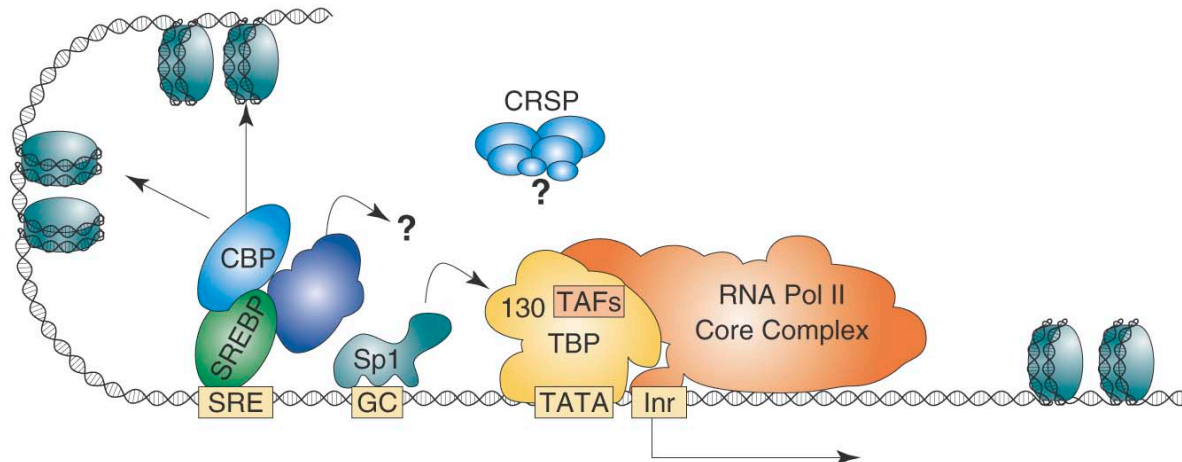 CRSP
?
?
CBP
SREBP
Sp1
130 TAFs
TBP
RNA Pol II
Core Complex
SRE
GC
TATA
Inr